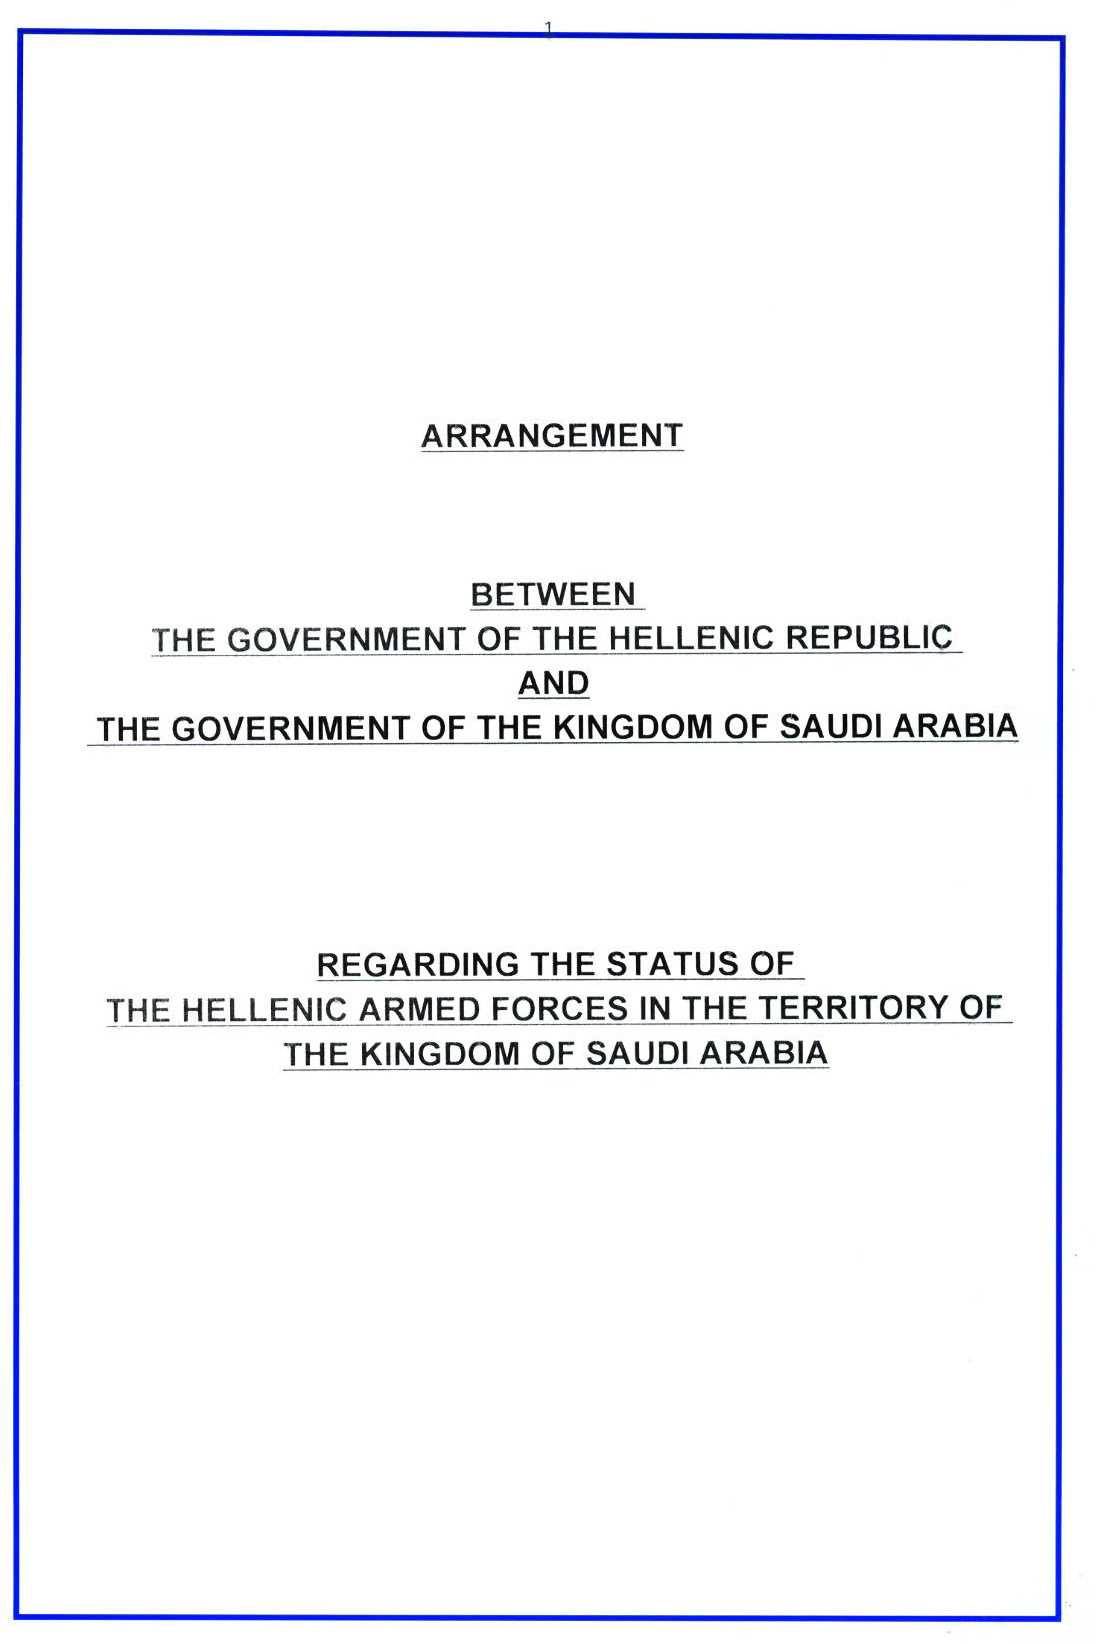 1
ARRANGEMENT
BETWEEN
THE GOVERNMENT OF THE HELLENIC REPUBLIC
AND
THE GOVERNMENT OF THE KINGDOM OF SAUDI ARABIA
REGARDING THE STATUS OF
THE HELLENIC ARMED FORCES IN THE TERRITORY OF
THE KINGDOM OF SAUDI ARABIA